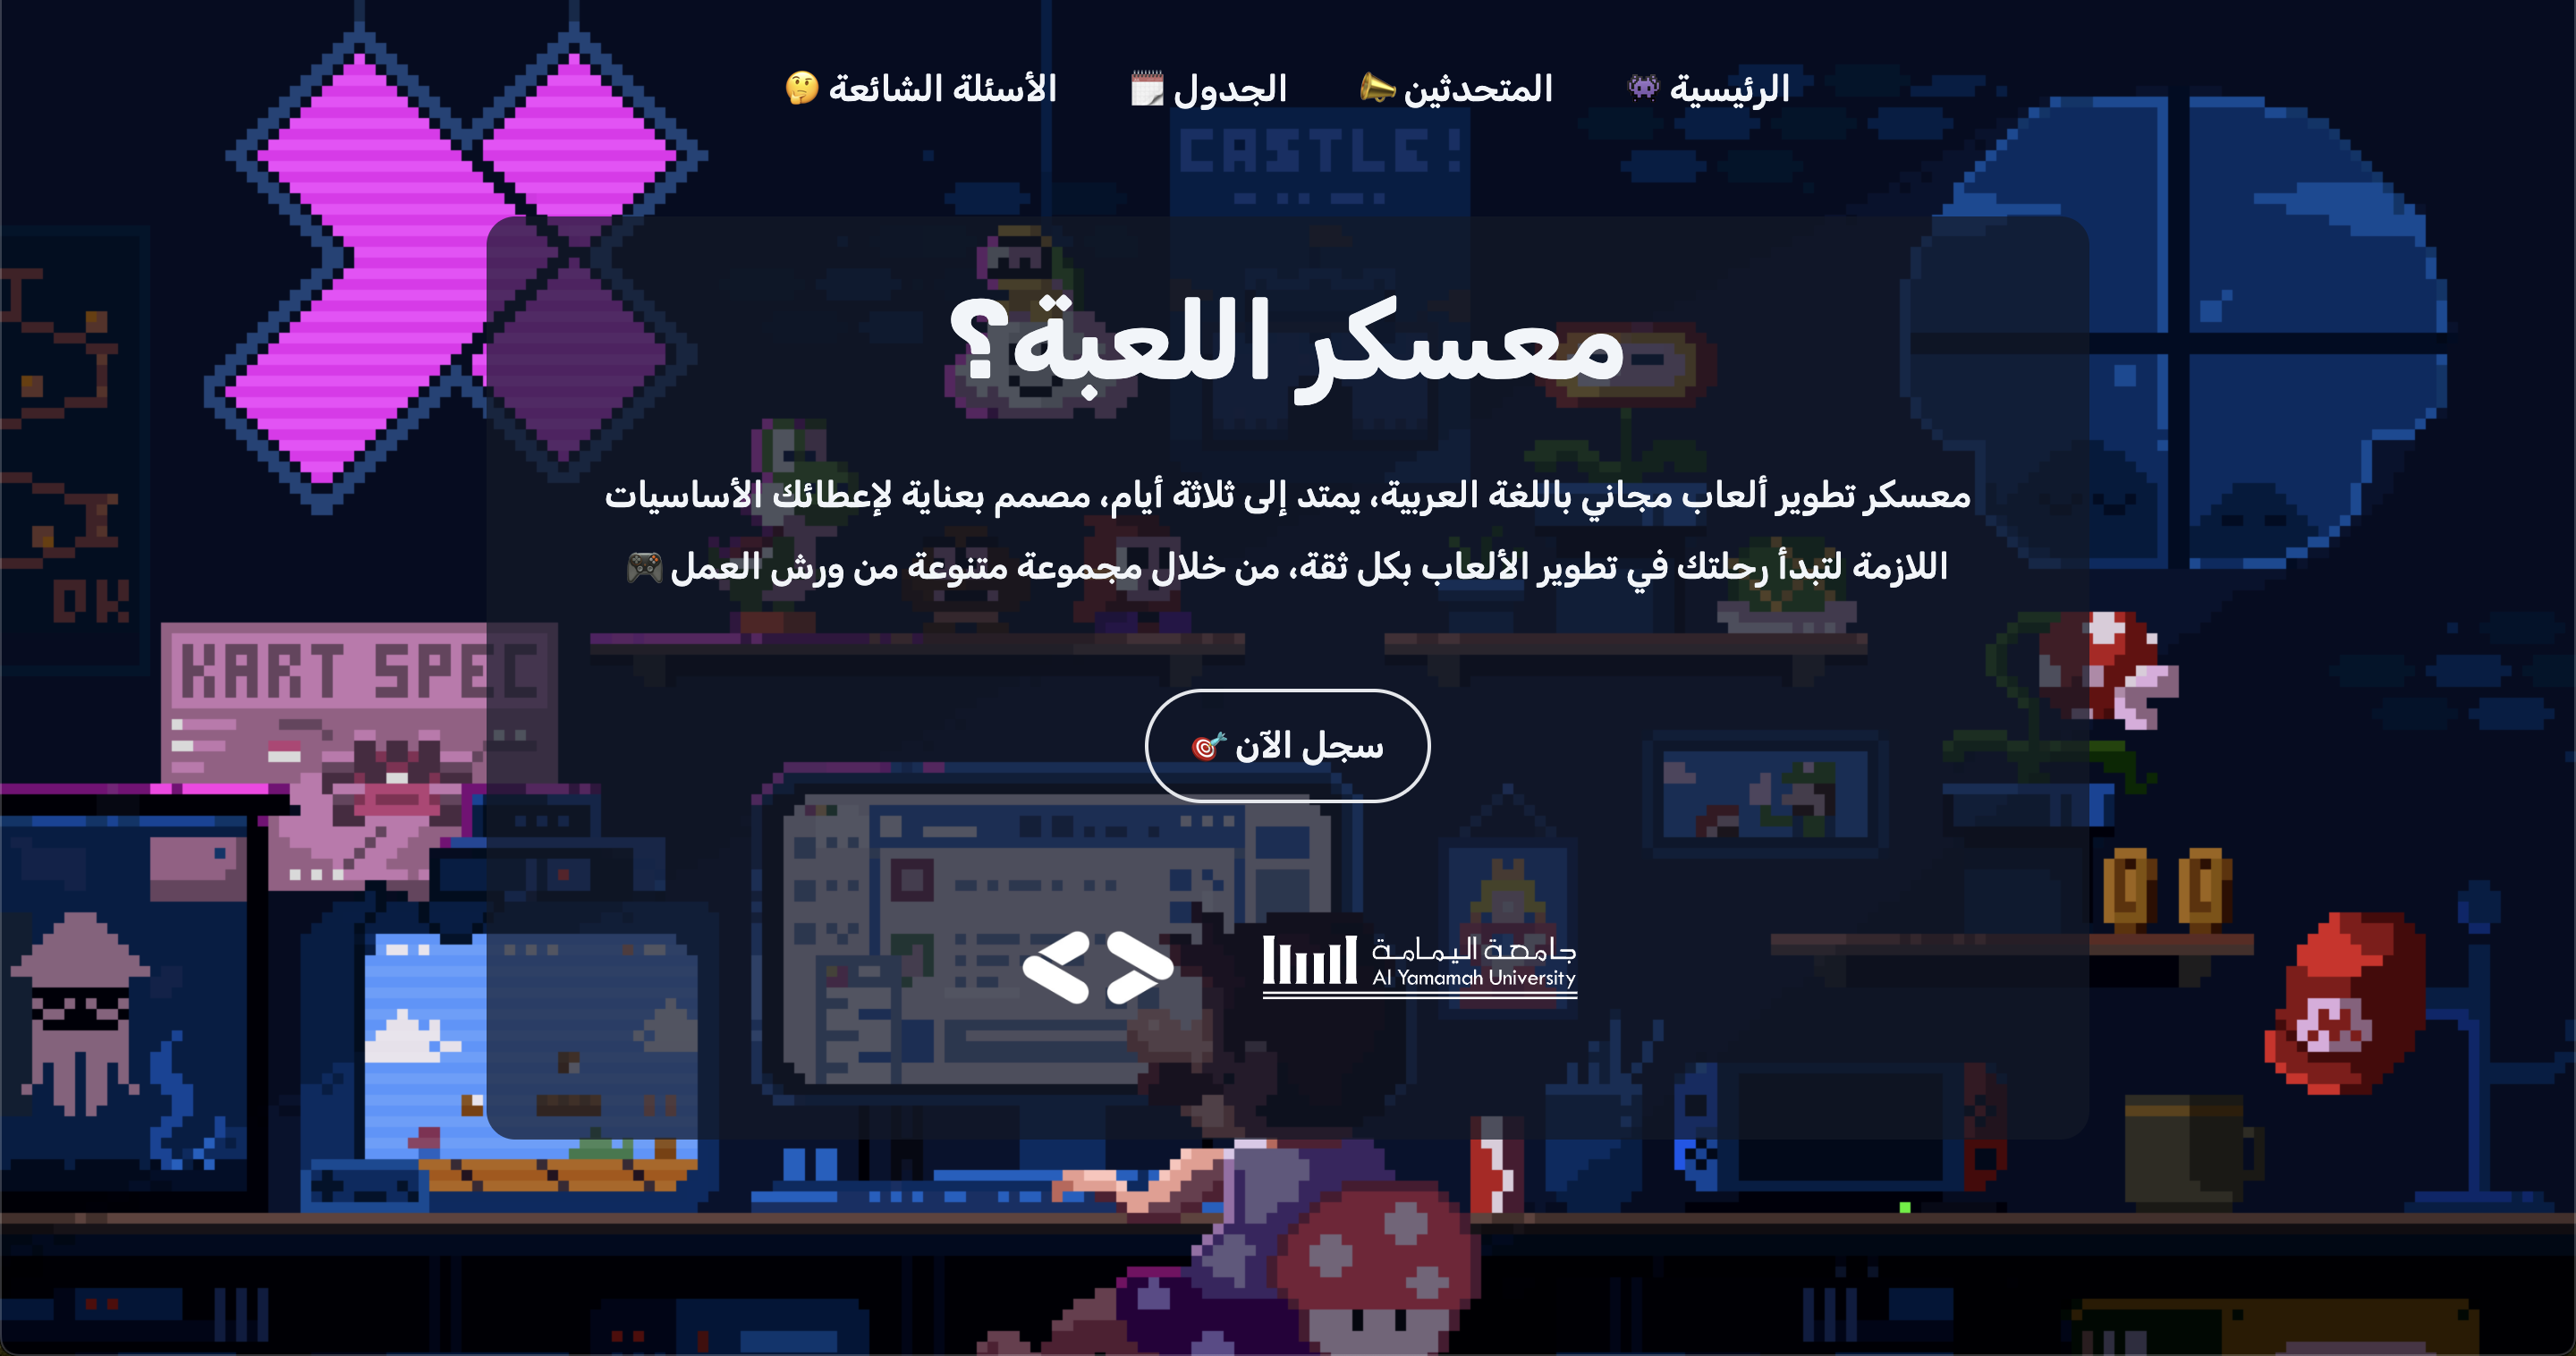 الرئيسية 👾 المتحدثين 📣 الجدول 🗓️ الأسئلة الشائعة 🤔
CASTLE!
معسكر اللعبة؟
معسكر تطوير ألعاب مجاني باللغة العربية، يمتد إلى ثلاثة أيام، مصمم بعناية لإعطائك الأساسيات
اللازمة لتبدأ رحلتك في تطوير الألعاب بكل ثقة، من خلال مجموعة متنوعة من ورش العمل 🎮
OK
KART SPEC
سجل الآن 🎯
جامعة اليمامة
Al Yamamah University